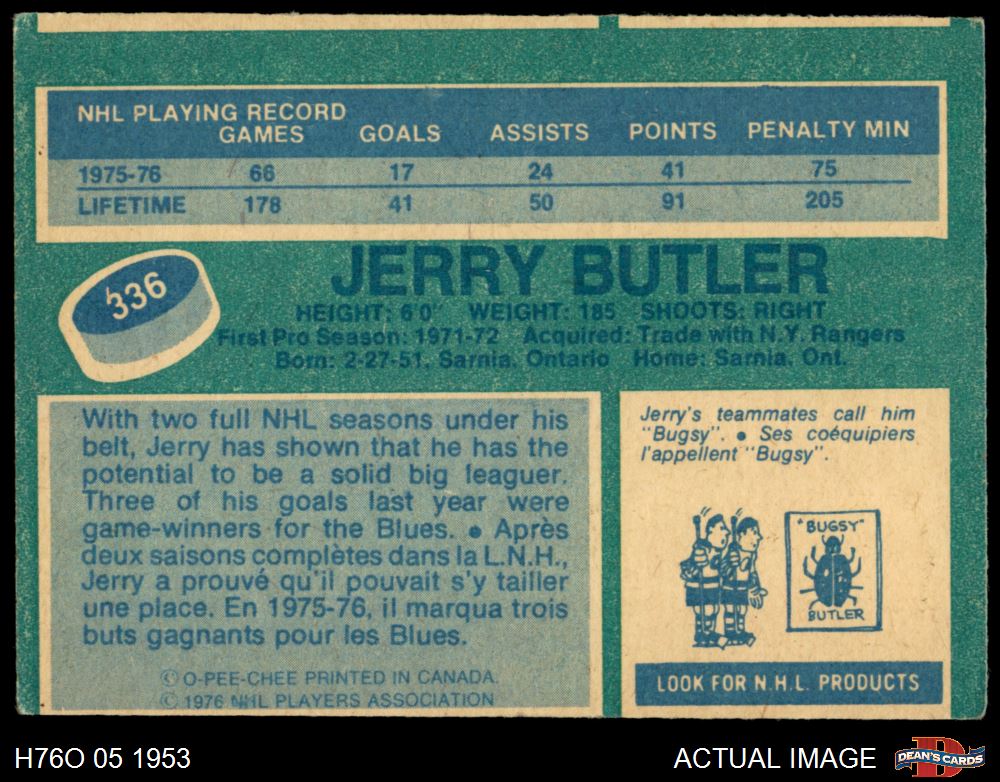 NHL PLAYING RECORD
GAMES GOALS ASSISTS POINTS PENALTY MIN
1975-76 66 17 24 41 75
LIFETIME 178 41 50 91 205
336
JERRY BUTLER
HEIGHT: 6'0" WEIGHT: 185 SHOOTS: RIGHT
First Pro Season: 1971-72 Acquired: Trade with N.Y. Rangers
Born: 2-27-51, Sarnia, Ontario Home: Sarnia, Ont.
With two full NHL seasons under his
belt, Jerry has shown that he has the
potential to be a solid big leaguer.
Three of his goals last year were
game-winners for the Blues. ● Après
deux saisons complètes dans la L.N.H.,
Jerry a prouvé qu'il pouvait s'y tailler
une place. En 1975-76, il marqua trois
buts gagnants pour les Blues.
© O-PEE-CHEE PRINTED IN CANADA.
© 1976 NHL PLAYERS ASSOCIATION
Jerry's teammates call him
"Bugsy". ● Ses coéquipiers
l'appellent "Bugsy".
"BUGSY"
BUTLER
LOOK FOR N.H.L. PRODUCTS
H76O 05 1953
ACTUAL IMAGE
DEAN'S CARDS